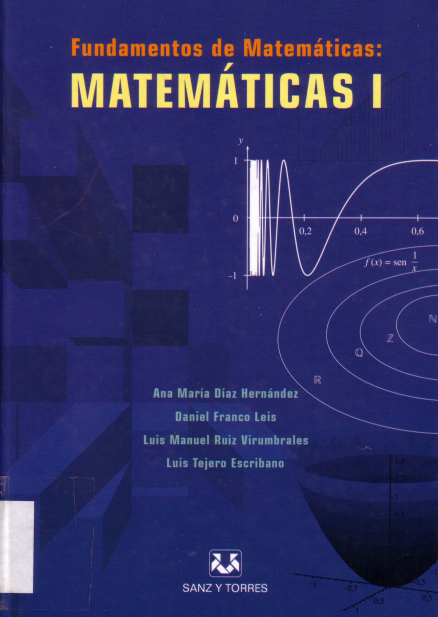 Fundamentos de Matemáticas:
MATEMÁTICAS I
y
1
0
0,2
0,4
0,6
f(x) = sen 1/x
-1
N
Z
Q
R
Ana María Díaz Hernández
Daniel Franco Leis
Luis Manuel Ruiz Virumbrales
Luis Tejero Escribano
SANZ Y TORRES